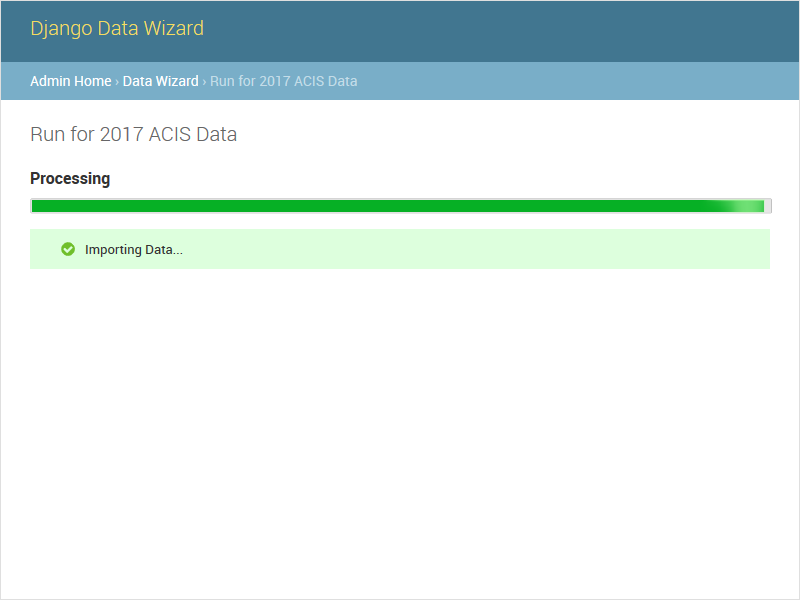 Django Data Wizard
Admin Home › Data Wizard › Run for 2017 ACIS Data
Run for 2017 ACIS Data
Processing
Importing Data...